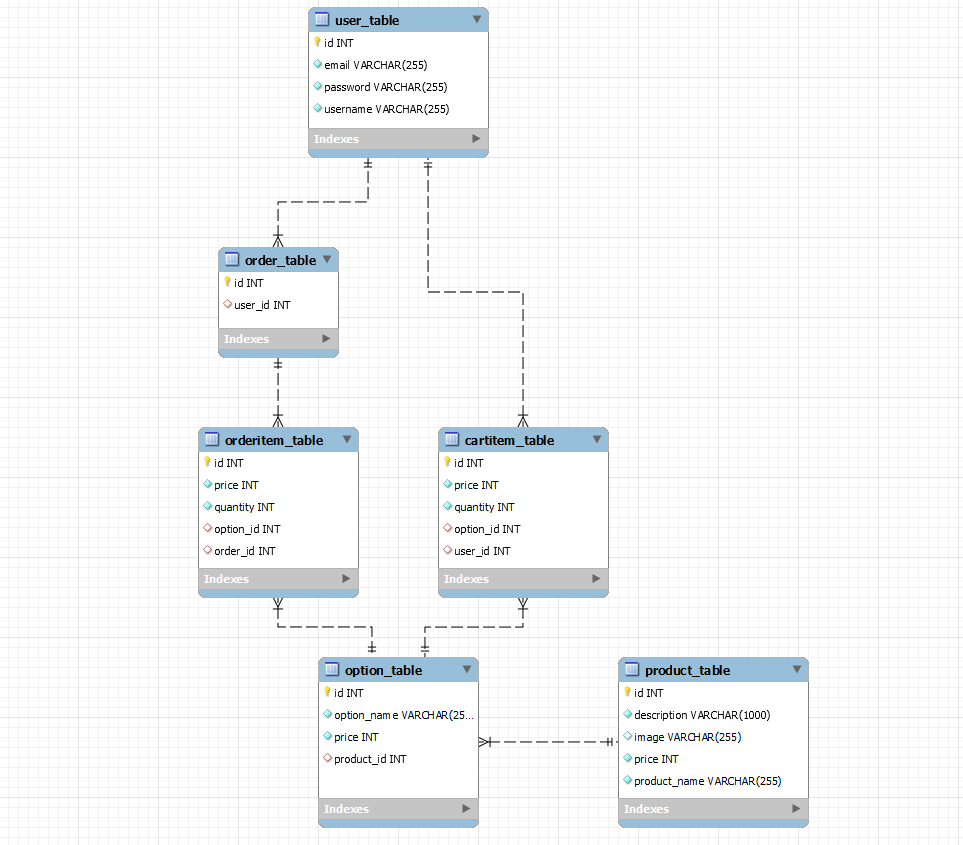 user_table
id INT
email VARCHAR(255)
password VARCHAR(255)
username VARCHAR(255)
Indexes
order_table
id INT
user_id INT
Indexes
orderitem_table
id INT
price INT
quantity INT
option_id INT
order_id INT
Indexes
cartitem_table
id INT
price INT
quantity INT
option_id INT
user_id INT
Indexes
option_table
id INT
option_name VARCHAR(25...
price INT
product_id INT
Indexes
product_table
id INT
description VARCHAR(1000)
image VARCHAR(255)
price INT
product_name VARCHAR(255)
Indexes